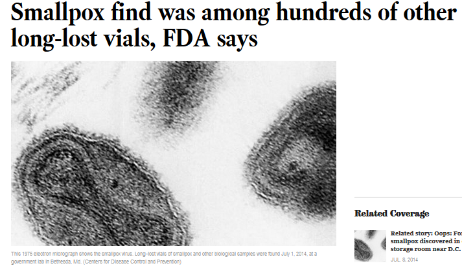 Smallpox find was among hundreds of other
long-lost vials, FDA says
This 1975 electron micrograph shows the smallpox virus. Long-lost vials of smallpox and other biological samples were found July 1, 2014, at a
government lab in Bethesda, Md. (Centers for Disease Control and Prevention)
Related Coverage
Related story: Oops: Fo
smallpox discovered in
storage room near D.C.
JUL. 8, 2014